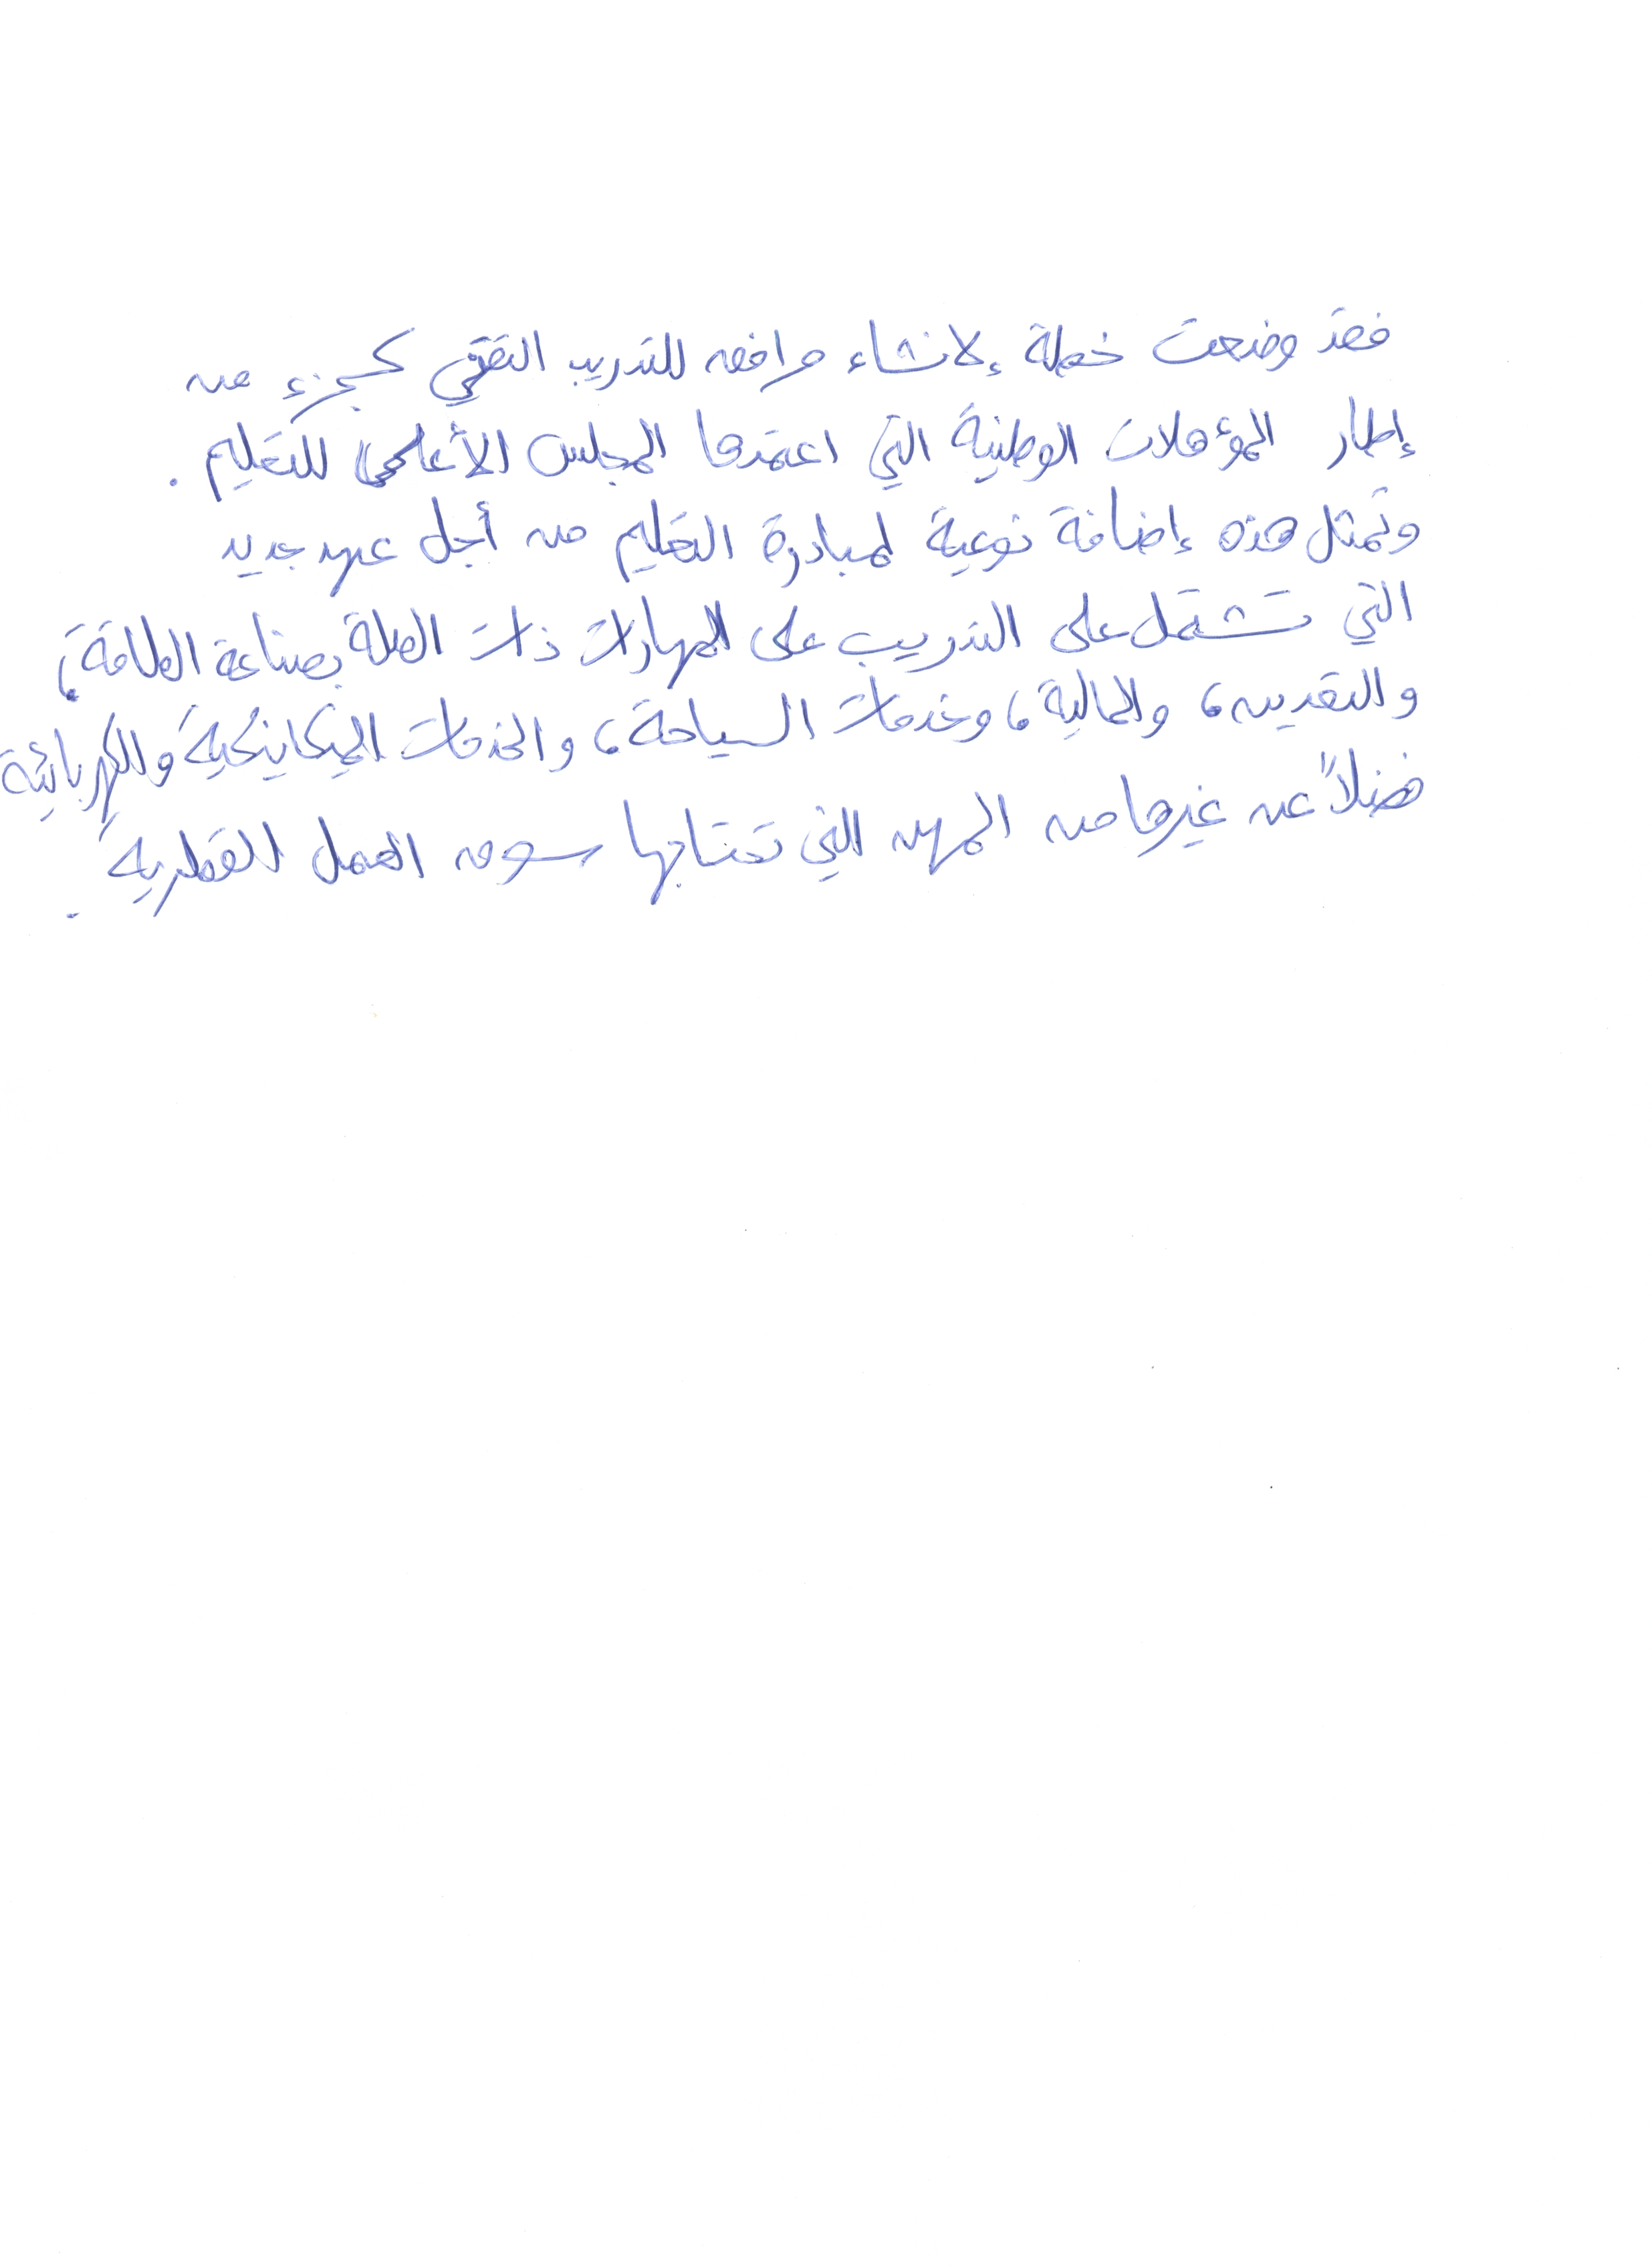 فقد وضعت خطة لإنشاء مرافق للتدريب التقني كجزء من
إطار المؤهلات الوطنية التي اعتمدها المجلس الأعلى للتعليم .
وتمثل هذه إضافة نوعية لمبادرة التعليم من أجل عهد جديد
التي تشتمل على التدريب على المهارات ذات الصلة بصناعة الطاقة ،
والتعدين ، والمالية ، وخدمات السياحة ، والخدمات الميكانيكية والكهربائية
فضلاً عن غيرها من المهن التي تحتاجها سوق العمل القطرية .